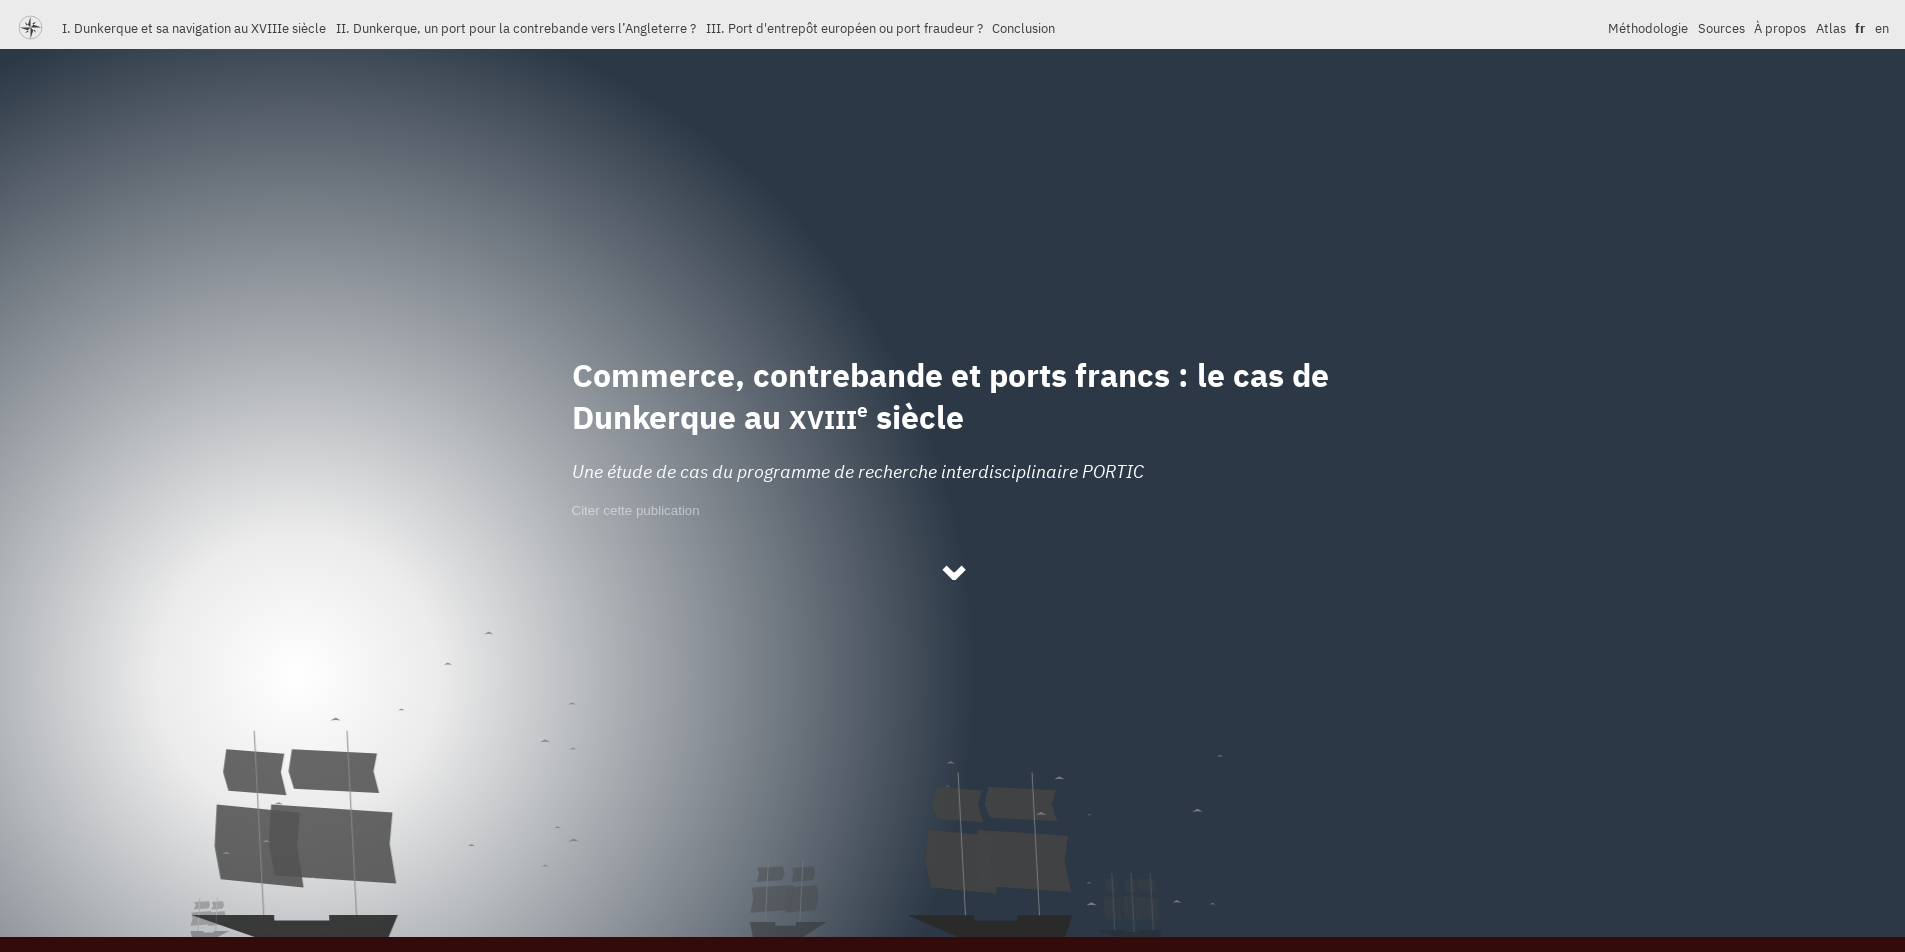 I. Dunkerque et sa navigation au XVIIIe siècle II. Dunkerque, un port pour la contrebande vers l’Angleterre ? III. Port d'entrepôt européen ou port fraudeur ? Conclusion Méthodologie Sources À propos Atlas fr en
Commerce, contrebande et ports francs : le cas de
Dunkerque au XVIIIe siècle
Une étude de cas du programme de recherche interdisciplinaire PORTIC
Citer cette publication